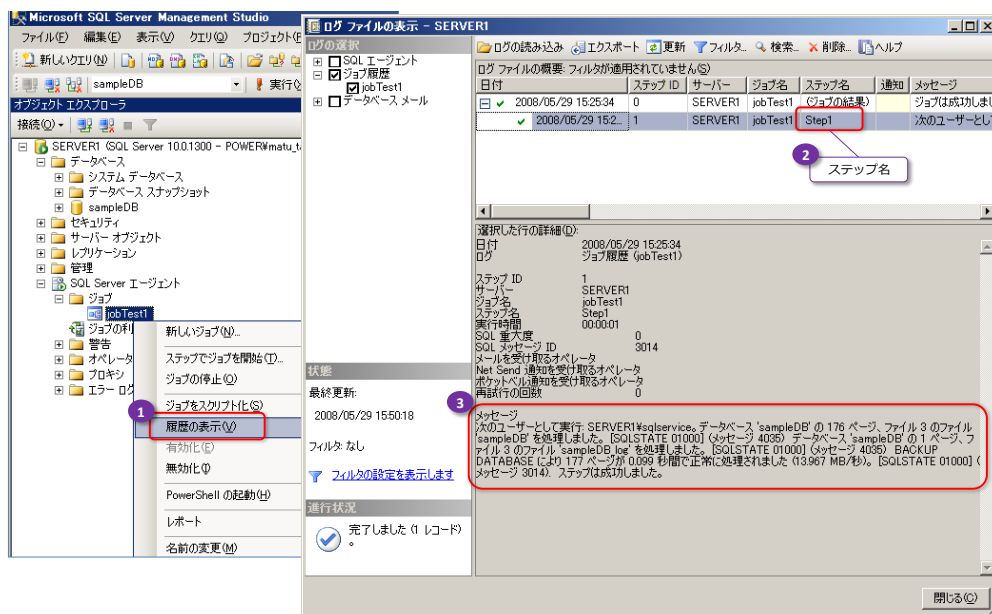 Microsoft SQL Server Management Studio
ファイル(F) 編集(E) 表示(V) クエリ(Q) プロジェクト(P
新しいクエリ(N)
sampleDB
実行(X
オブジェクト エクスプローラ
接続(O)
SERVER1 (SQL Server 10.0.1300 - POWER¥matu_t
データベース
システム データベース
データベース スナップショット
sampleDB
セキュリティ
サーバー オブジェクト
レプリケーション
管理
SQL Server エージェント
ジョブ
jobTest1
ジョブの利
警告
オペレータ
プロキシ
エラー ログ
新しいジョブ(N)...
ステップでジョブを開始(T)...
ジョブの停止(O)
ジョブをスクリプト化(S)
1
履歴の表示(V)
有効化(E)
無効化(I)
PowerShell の起動(H)
レポート
名前の変更(M)
ログ ファイルの表示 - SERVER1
ログの選択
SQL エージェント
ジョブ履歴
jobTest1
データベース メール
状態
最終更新:
2008/05/29 15:50:18
フィルタ: なし
フィルタの設定を表示します
進行状況
完了しました (1 レコード)
。
ログの読み込み エクスポート 更新 フィルタ... 検索... 削除... ヘルプ
ログ ファイルの概要: フィルタが適用されていません(S)
日付 ステップ ID サーバー ジョブ名 ステップ名 通知 メッセージ
2008/05/29 15:25:34 0 SERVER1 jobTest1 (ジョブの結果) ジョブは成功しまし
2008/05/29 15:2... 1 SERVER1 jobTest1 Step1 次のユーザーとし
2
ステップ名
選択した行の詳細(D):
日付 2008/05/29 15:25:34
ログ ジョブ履歴 (jobTest1)
ステップ ID 1
サーバー SERVER1
ジョブ名 jobTest1
ステップ名 Step1
実行時間 00:00:01
SQL 重大度 0
SQL メッセージ ID 3014
メールを受け取るオペレータ
Net Send 通知を受け取るオペレータ
ポケットベル通知を受け取るオペレータ
再試行の回数 0
3
メッセージ
次のユーザーとして実行: SERVER1¥sqlservice。データベース 'sampleDB' の 176 ページ、ファイル 3 のファイル
'sampleDB' を処理しました。 [SQLSTATE 01000] (メッセージ 4035) データベース 'sampleDB' の 1 ページ、フ
ァイル 3 のファイル 'sampleDB_log' を処理しました。 [SQLSTATE 01000] (メッセージ 4035) BACKUP
DATABASE により 177 ページが 0.099 秒間で正常に処理されました (13.967 MB/秒)。 [SQLSTATE 01000] (
メッセージ 3014). ステップは成功しました。
閉じる(C)